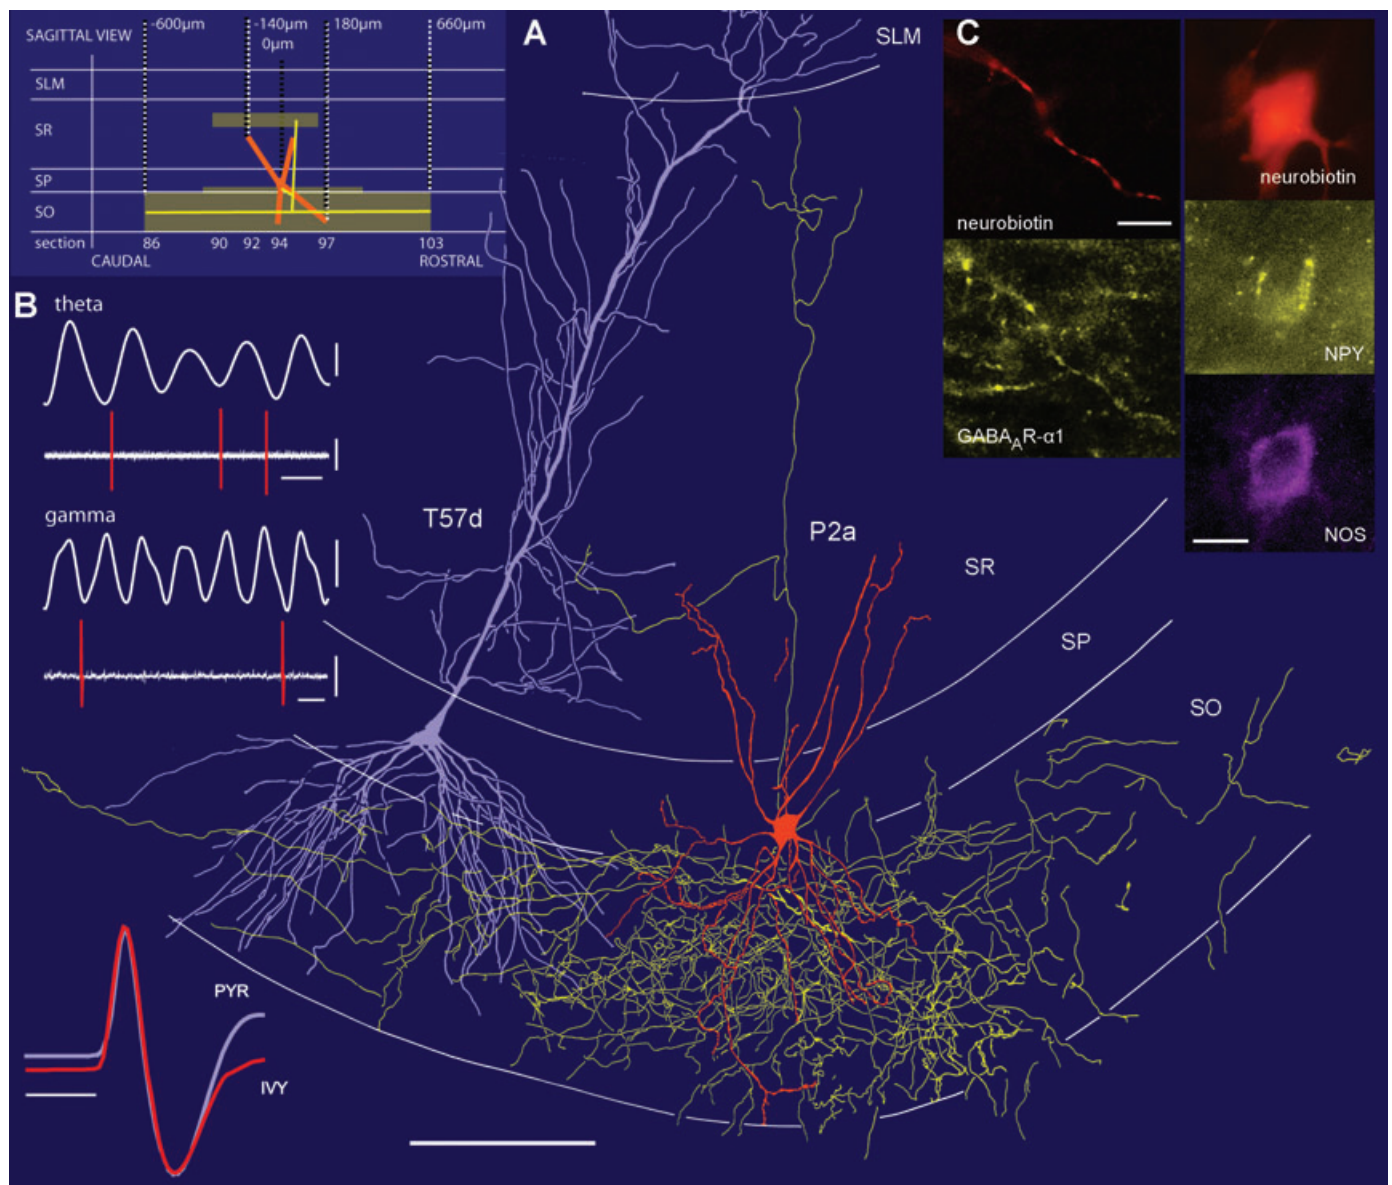 -600µm
-140µm
180µm
660µm
SAGITTAL VIEW
0µm
SLM
SR
SP
SO
section
86
90
92
94
97
103
CAUDAL
ROSTRAL
A
SLM
C
neurobiotin
neurobiotin
GABA_AR-α1
NPY
NOS
B
theta
gamma
T57d
P2a
SR
SP
SO
PYR
IVY